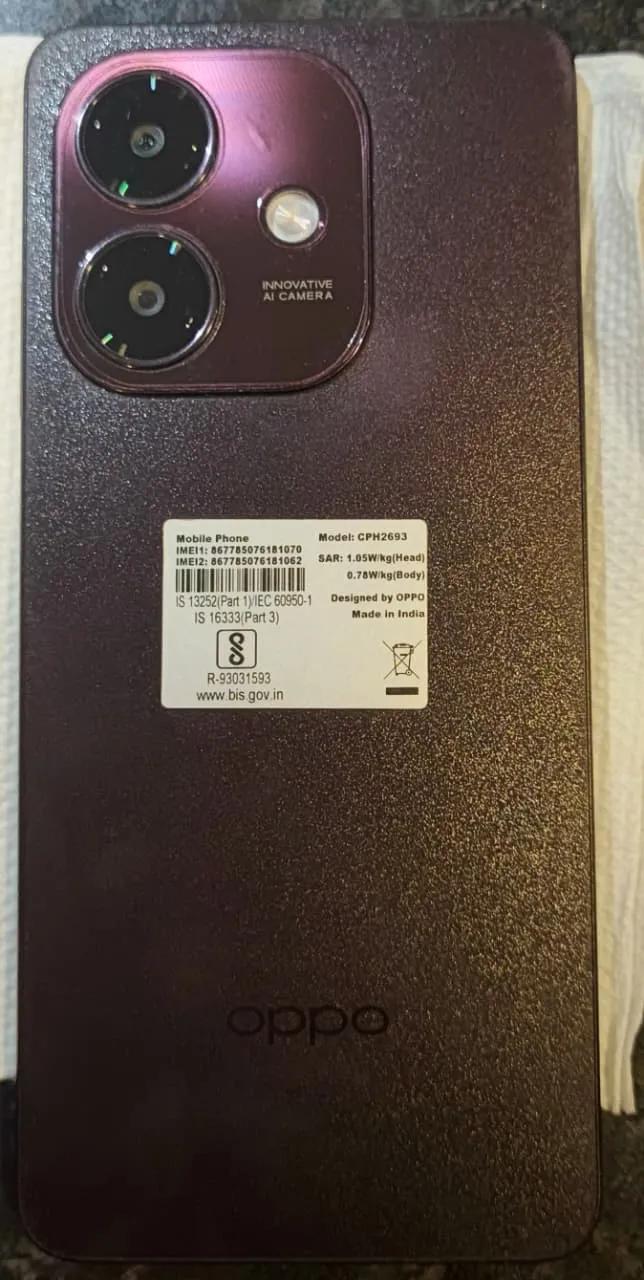 INNOVATIVE
AI CAMERA
Mobile Phone
IMEI1: 867785076181070
IMEI2: 867785076181062
IS 13252(Part 1)/IEC 60950-1
IS 16333(Part 3)
R-93031593
www.bis.gov.in
Model: CPH2693
SAR: 1.05W/kg(Head)
0.78W/kg(Body)
Designed by OPPO
Made in India
oppo